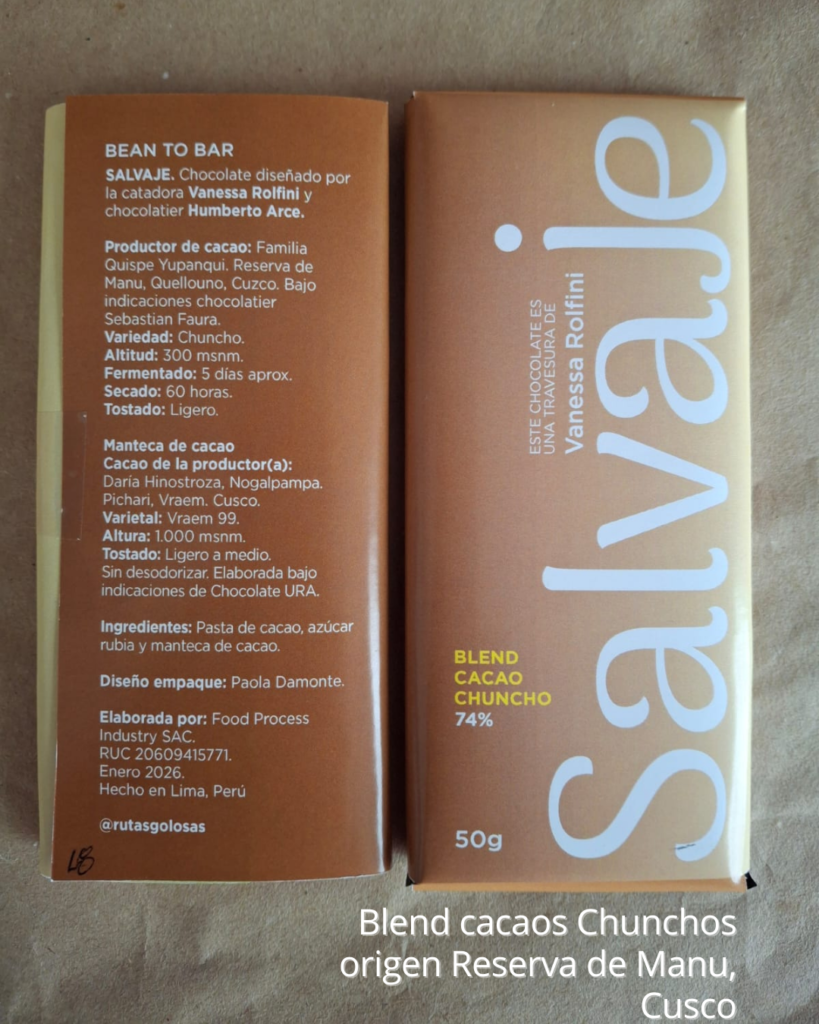 BEAN TO BAR
SALVAJE. Chocolate diseñado por
la catadora Vanessa Rolfini y
chocolatier Humberto Arce.
Productor de cacao: Familia
Quispe Yupanqui. Reserva de
Manu, Quellouno, Cuzco. Bajo
indicaciones chocolatier
Sebastian Faura.
Variedad: Chuncho.
Altitud: 300 msnm.
Fermentado: 5 días aprox.
Secado: 60 horas.
Tostado: Ligero.
Manteca de cacao
Cacao de la productor(a):
Daría Hinostroza, Nogalpampa.
Pichari, Vraem. Cusco.
Varietal: Vraem 99.
Altura: 1.000 msnm.
Tostado: Ligero a medio.
Sin desodorizar. Elaborada bajo
indicaciones de Chocolate URA.
Ingredientes: Pasta de cacao, azúcar
rubia y manteca de cacao.
Diseño empaque: Paola Damonte.
Elaborada por: Food Process
Industry SAC.
RUC 20609415771.
Enero 2026.
Hecho en Lima, Perú
@rutasgolosas
L8
ESTE CHOCOLATE ES
UNA TRAVESURA DE
Vanessa Rolfini
Salvaje
BLEND
CACAO
CHUNCHO
74%
50g
Blend cacaos Chunchos
origen Reserva de Manu,
Cusco